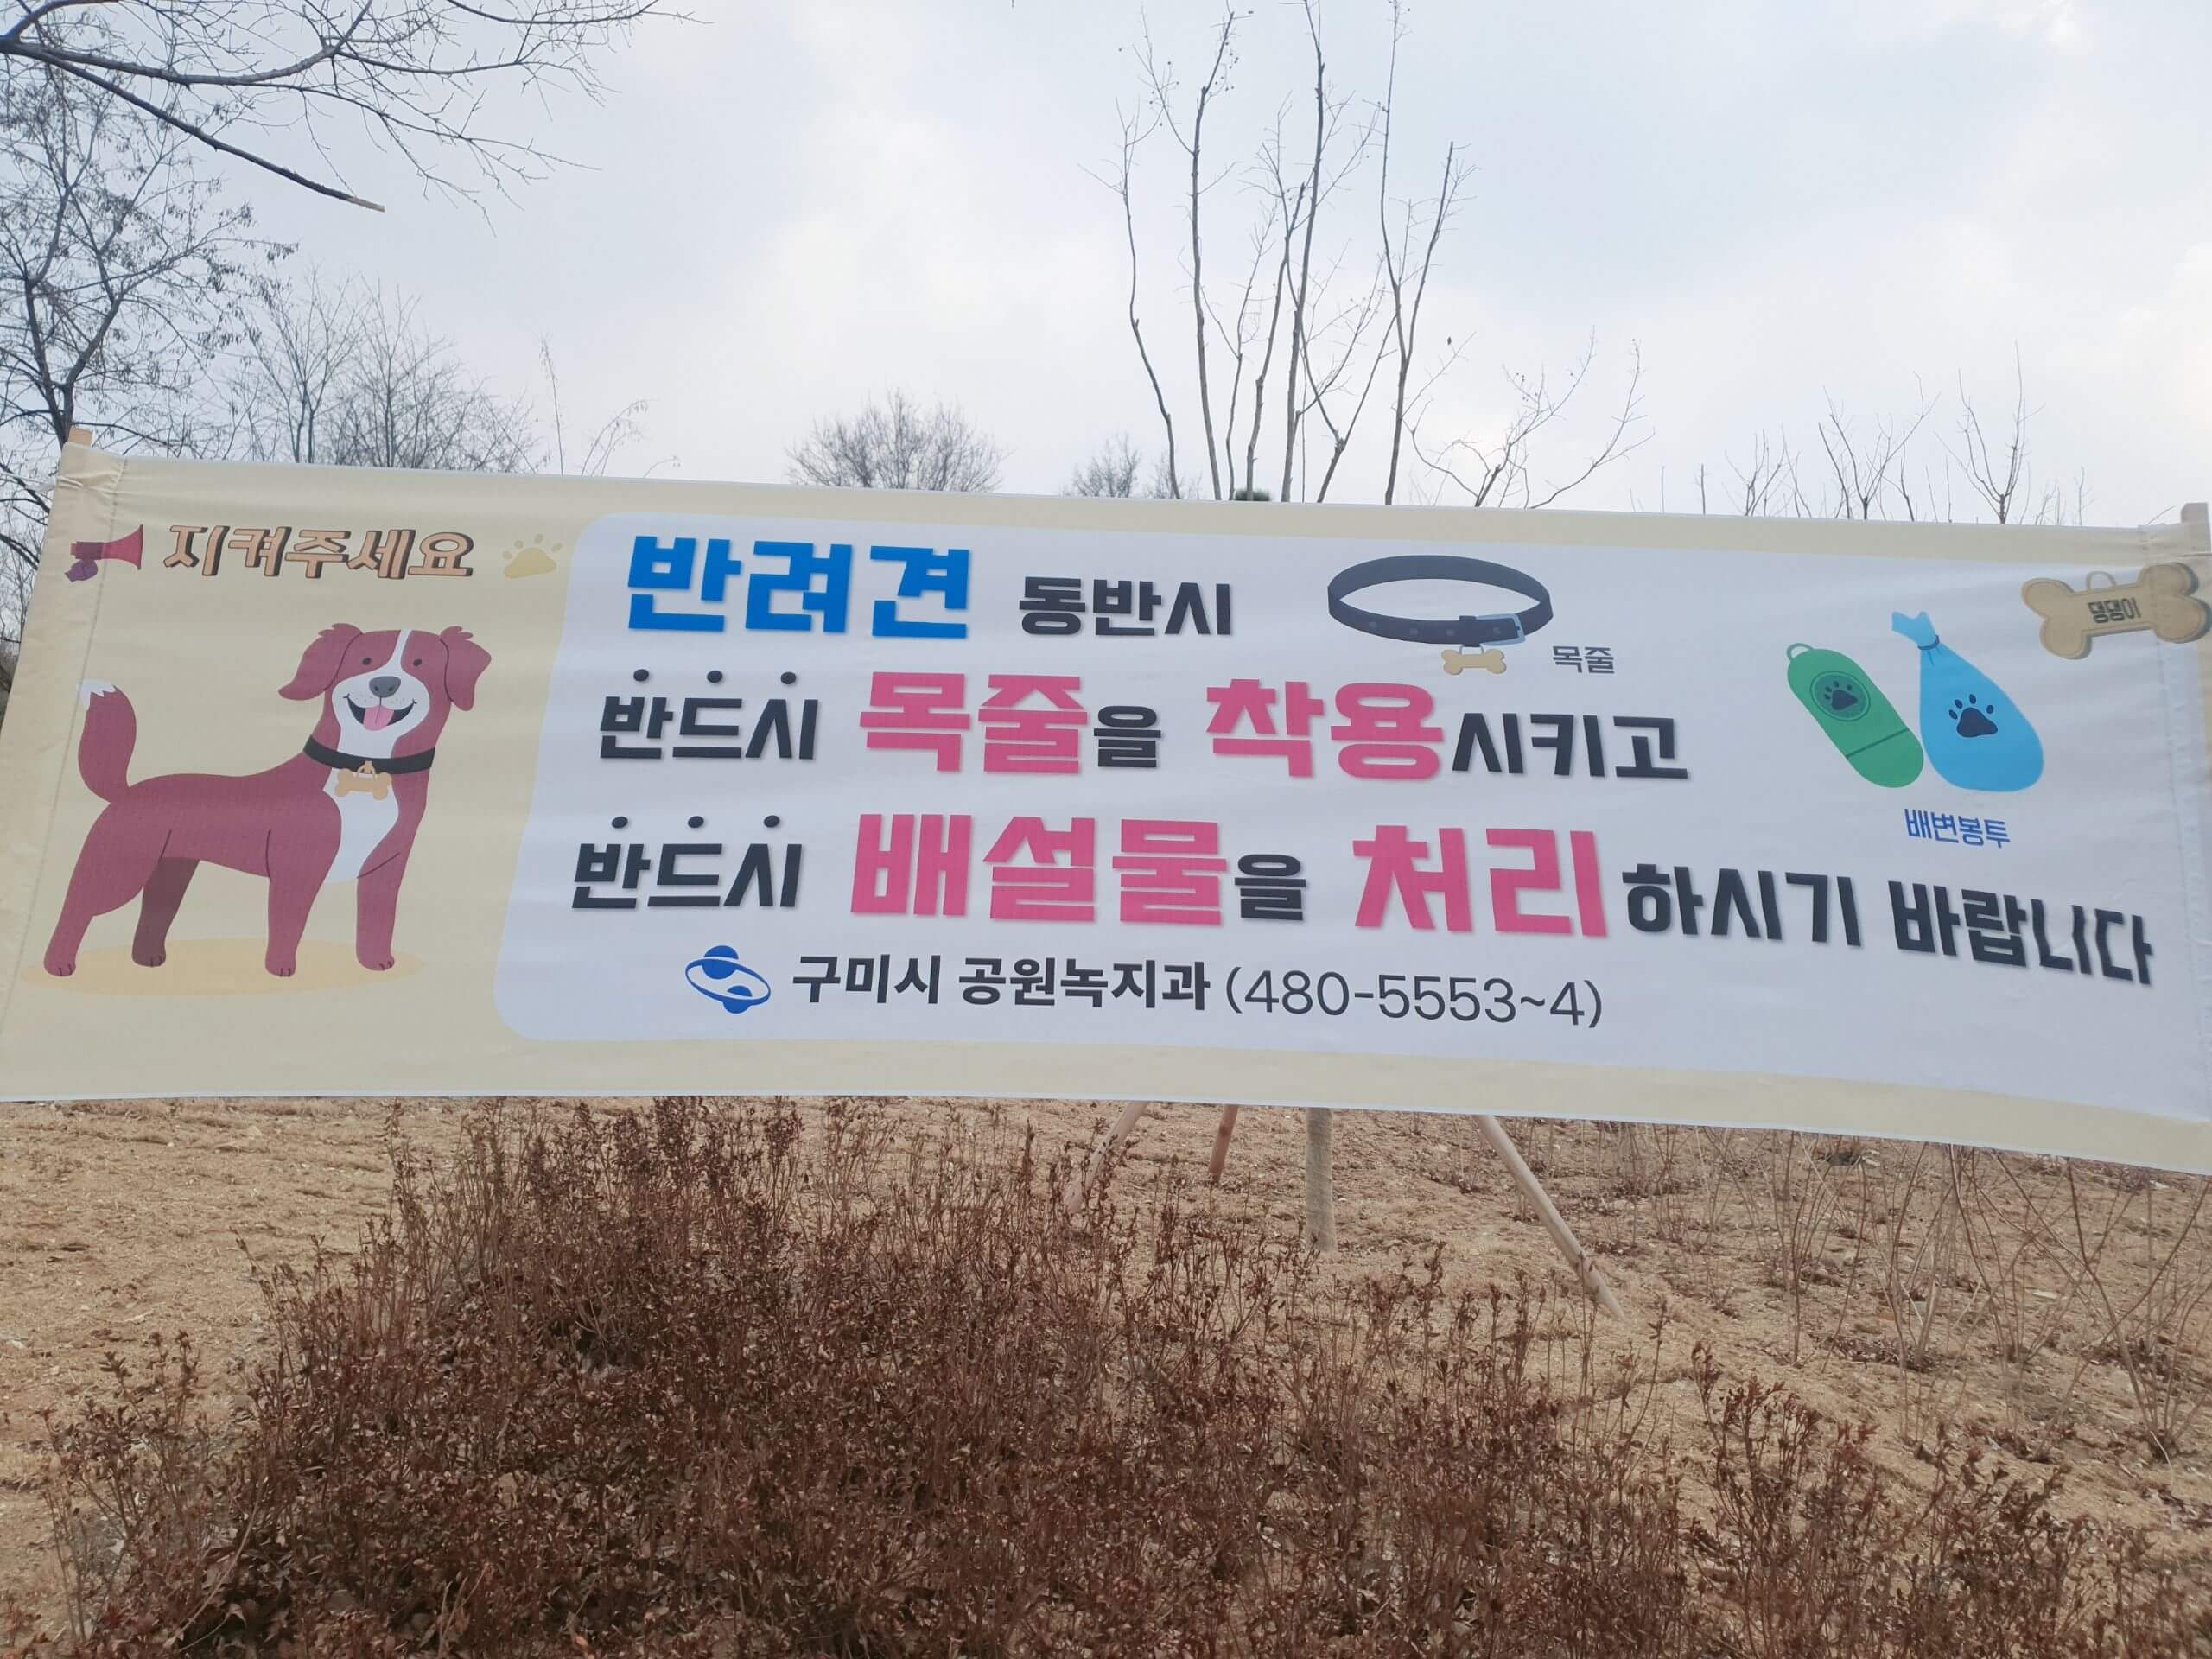 지켜주세요
반려견 동반시
목줄
댕댕이
반드시 목줄을 착용시키고
배변봉투
반드시 배설물을 처리하시기 바랍니다
구미시 공원녹지과 (480-5553~4)